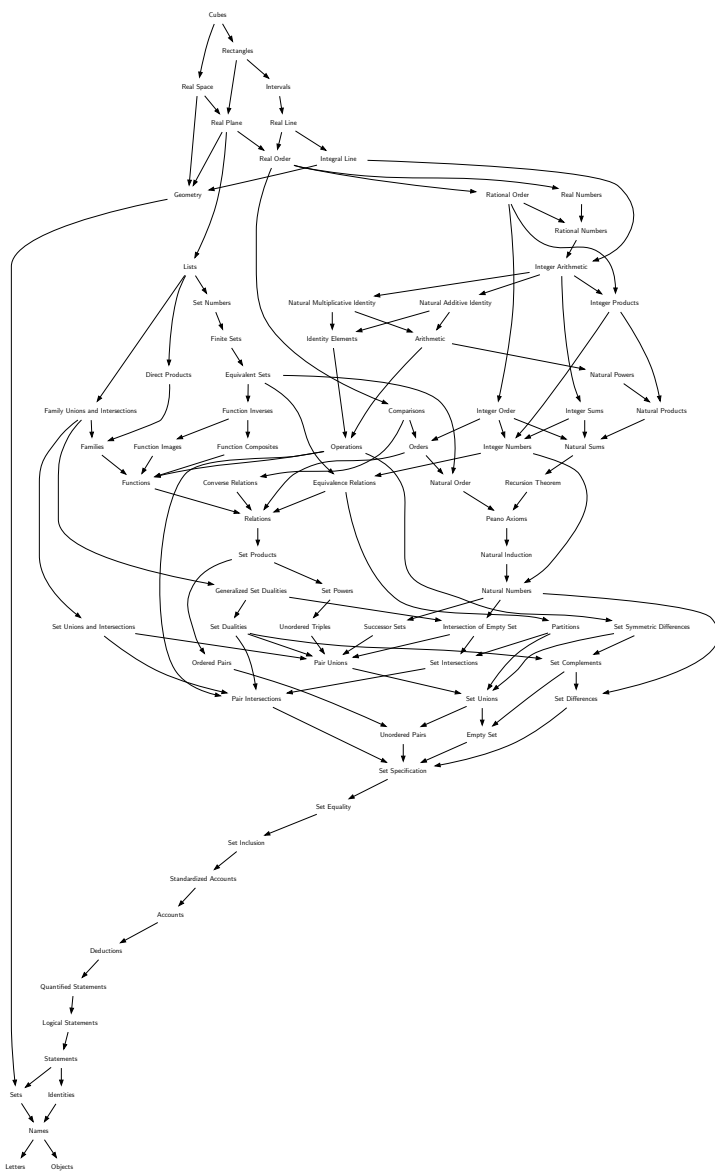 Cubes
Rectangles
Real Space
Intervals
Real Plane
Real Line
Real Order
Integral Line
Geometry
Rational Order
Real Numbers
Rational Numbers
Lists
Integer Arithmetic
Set Numbers
Natural Multiplicative Identity
Natural Additive Identity
Integer Products
Finite Sets
Identity Elements
Arithmetic
Direct Products
Equivalent Sets
Natural Powers
Family Unions and Intersections
Function Inverses
Comparisons
Integer Order
Integer Sums
Natural Products
Families
Function Images
Function Composites
Operations
Orders
Integer Numbers
Natural Sums
Functions
Converse Relations
Equivalence Relations
Natural Order
Recursion Theorem
Relations
Peano Axioms
Set Products
Natural Induction
Generalized Set Dualities
Set Powers
Natural Numbers
Set Unions and Intersections
Set Dualities
Unordered Triples
Successor Sets
Intersection of Empty Set
Partitions
Set Symmetric Differences
Ordered Pairs
Pair Unions
Set Intersections
Set Complements
Pair Intersections
Set Unions
Set Differences
Unordered Pairs
Empty Set
Set Specification
Set Equality
Set Inclusion
Standardized Accounts
Accounts
Deductions
Quantified Statements
Logical Statements
Statements
Sets
Identities
Names
Letters
Objects